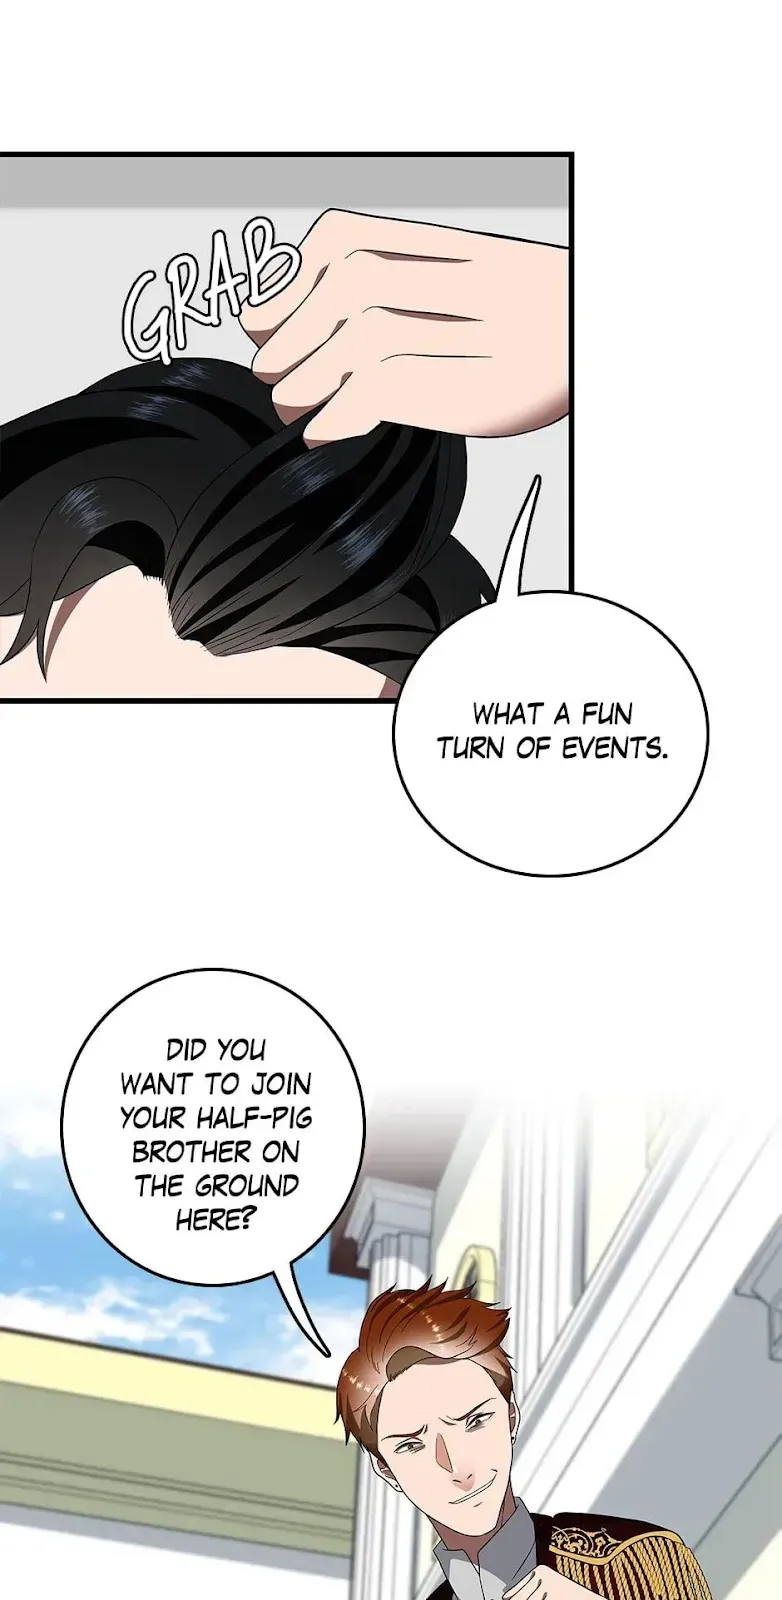 GRAB
WHAT A FUN
TURN OF EVENTS.
DID YOU
WANT TO JOIN
YOUR HALF-PIG
BROTHER ON
THE GROUND
HERE?